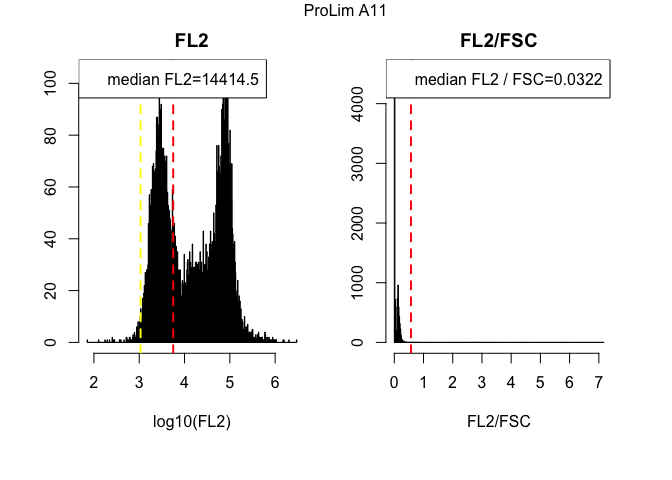 ProLim A11
FL2
median FL2=14414.5
0 20 40 60 80 100
2 3 4 5 6
log10(FL2)
FL2/FSC
median FL2 / FSC=0.0322
0 1000 2000 3000 4000
0 1 2 3 4 5 6 7
FL2/FSC